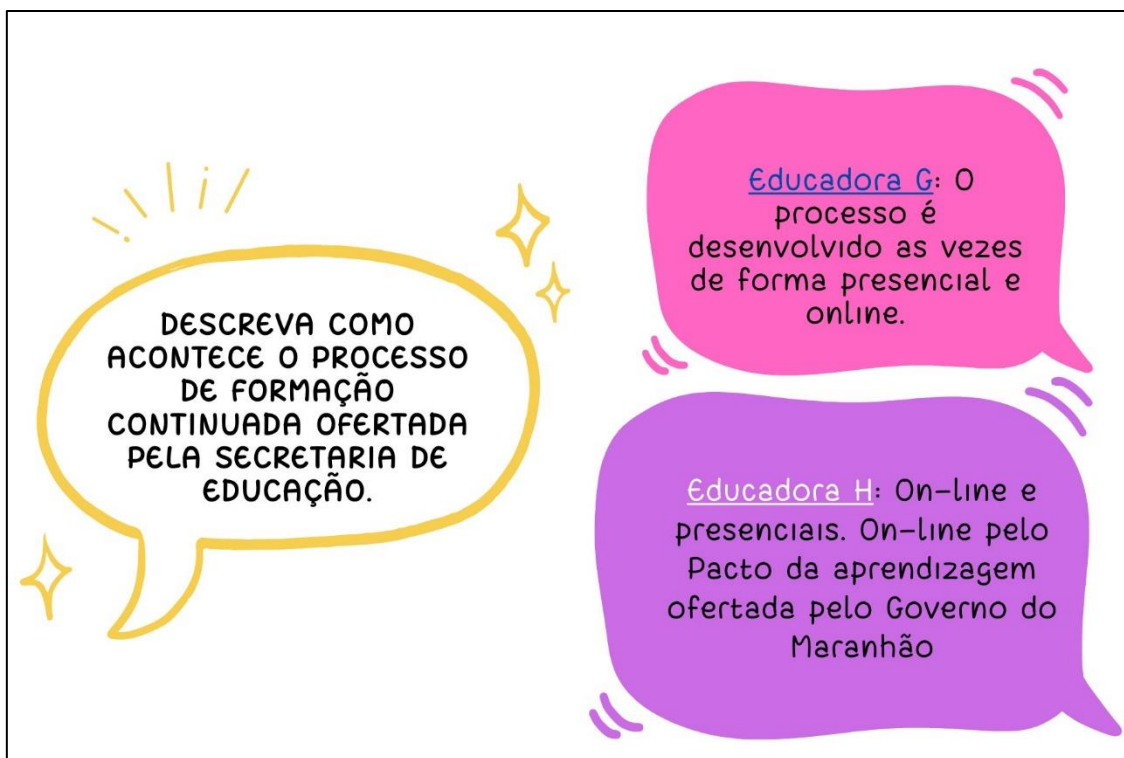 DESCREVA COMO
ACONTECE O PROCESSO
DE FORMAÇÃO
CONTINUADA OFERTADA
PELA SECRETARIA DE
EDUCAÇÃO.
Educadora G: O
processo é
desenvolvido as vezes
de forma presencial e
online.
Educadora H: On-line e
presenciais. On-line pelo
Pacto da aprendizagem
ofertada pelo Governo do
Maranhão